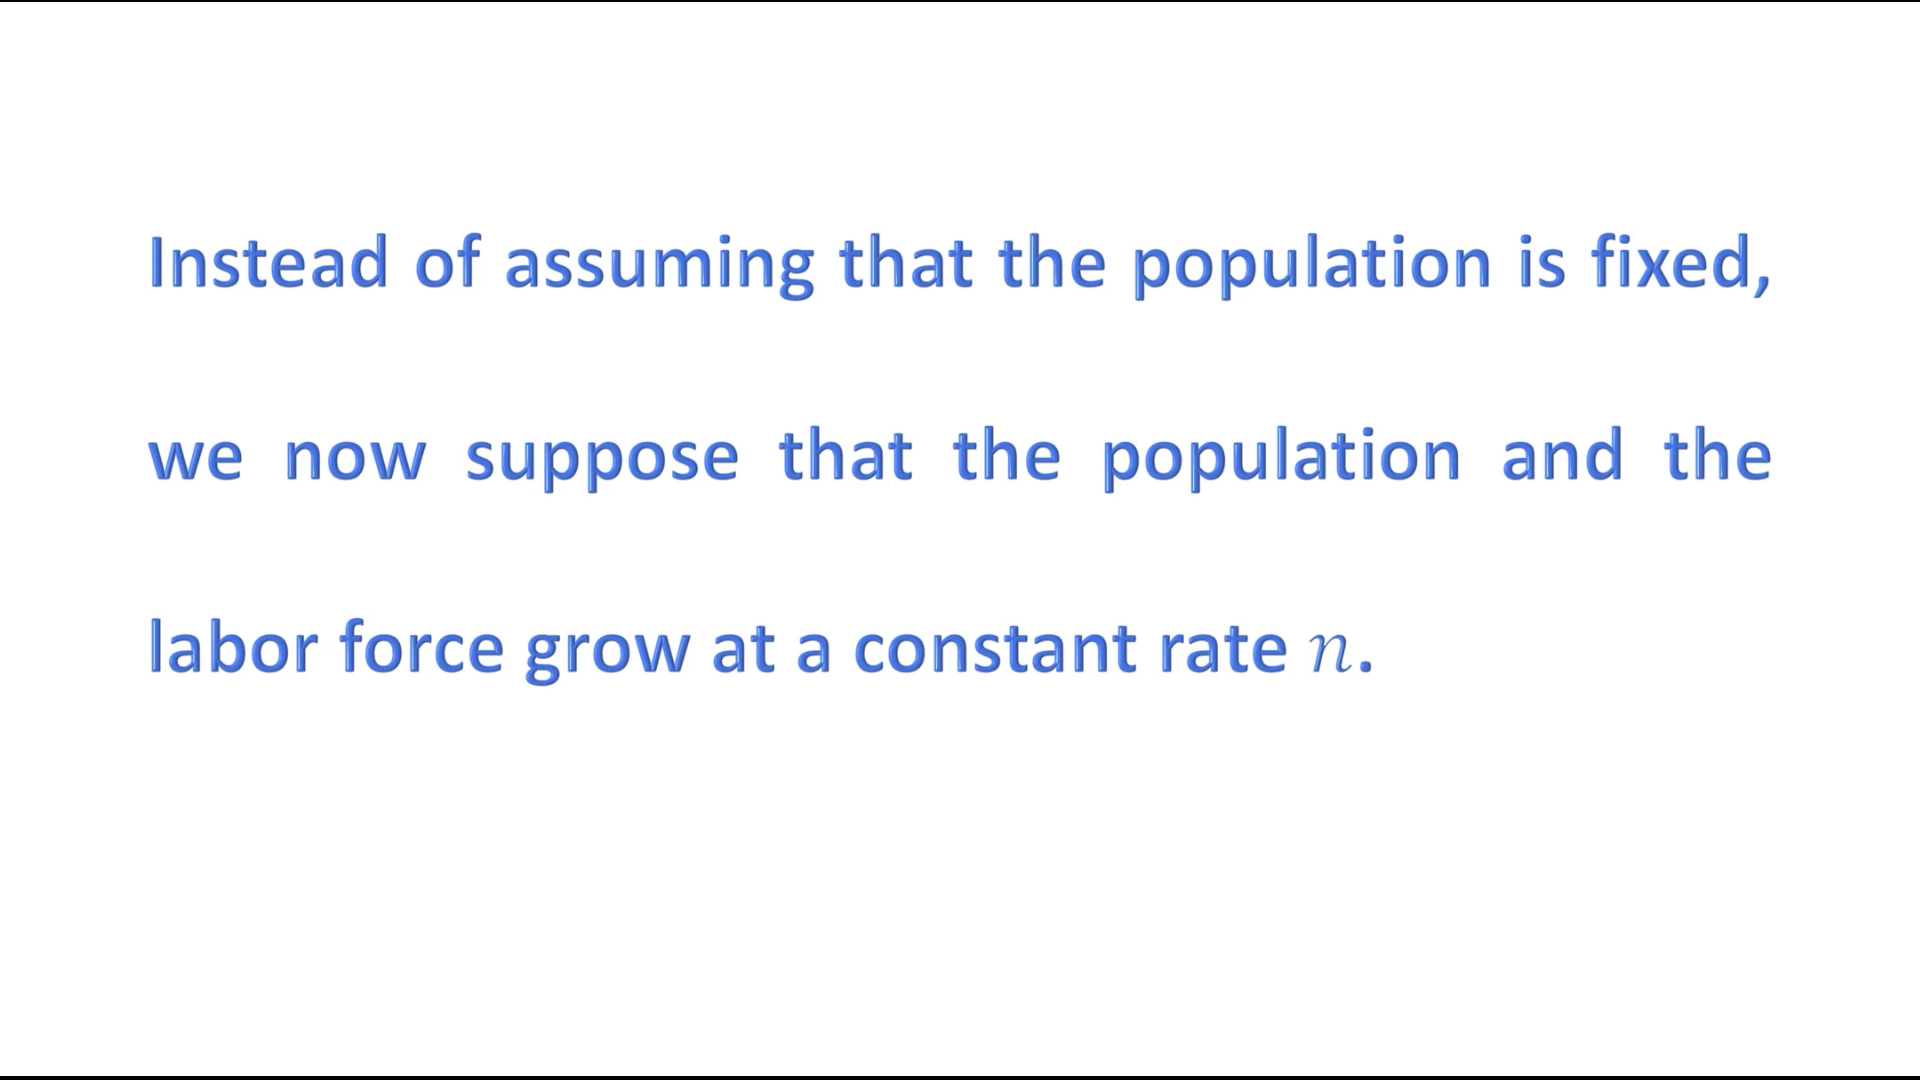 Instead of assuming that the population is fixed,
we now suppose that the population and the
labor force grow at a constant rate n.